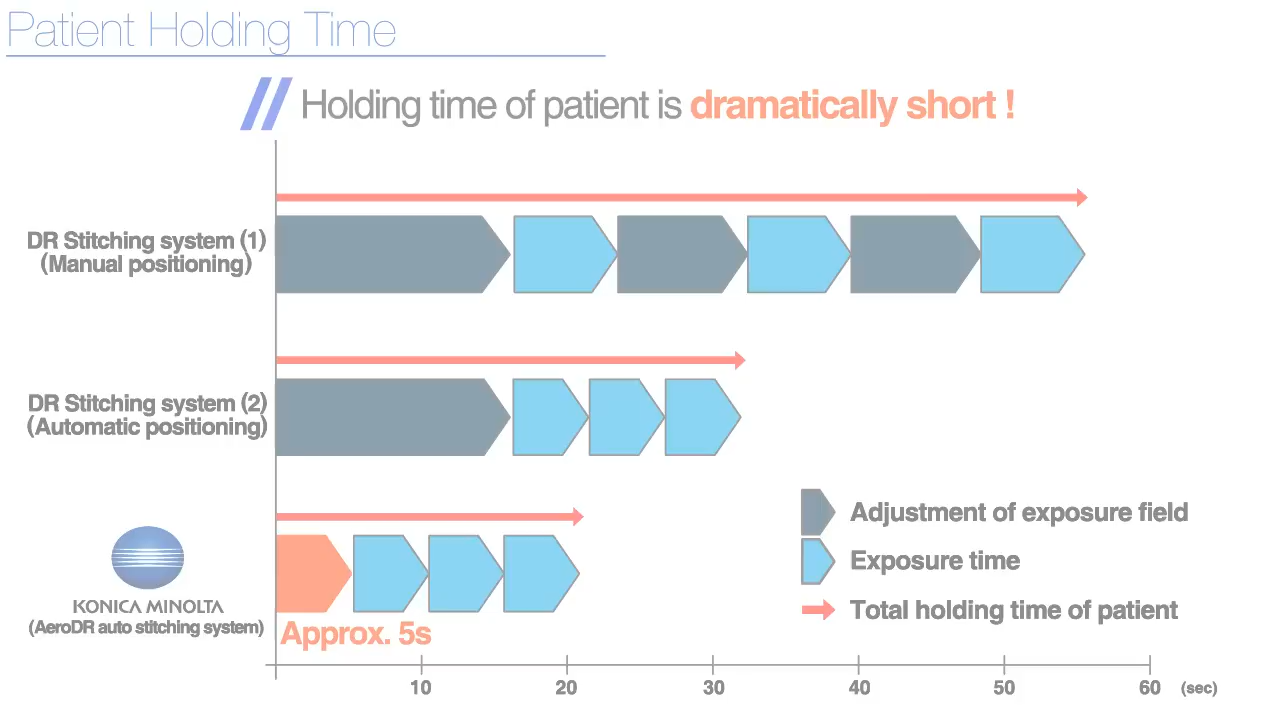 Patient Holding Time
Holding time of patient is dramatically short !
DR Stitching system (1)
(Manual positioning)
DR Stitching system (2)
(Automatic positioning)
KONICA MINOLTA
(AeroDR auto stitching system)
Approx. 5s
Adjustment of exposure field
Exposure time
Total holding time of patient
10 20 30 40 50 60 (sec)